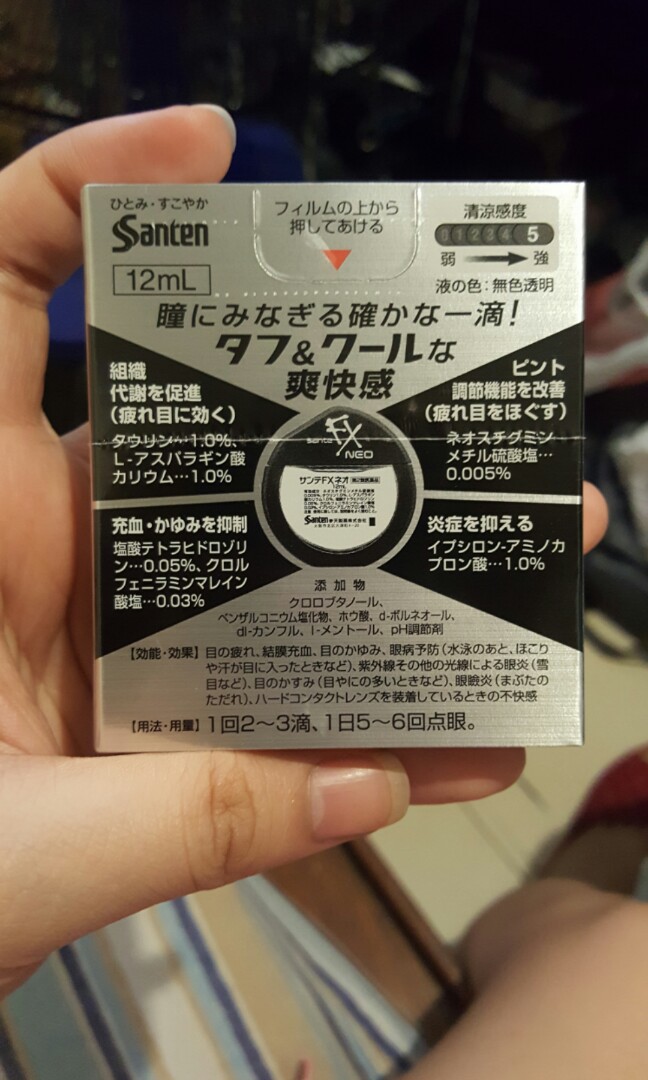 ひとみ・すこやか
Santen
12mL
フィルムの上から
押してあける
清涼感度
0 1 2 3 4 5
弱 強
液の色：無色透明
瞳にみなぎる確かな一滴！
タフ&クールな
爽快感
組織
代謝を促進
(疲れ目に効く)
タウリン…1.0%、
L-アスパラギン酸
カリウム…1.0%
ピント
調節機能を改善
(疲れ目をほぐす)
ネオスチグミン
メチル硫酸塩…
0.005%
Sante FX NEO
サンテFXネオ 第2類医薬品
12mL
Santen
充血・かゆみを抑制
塩酸テトラヒドロゾリ
ン…0.05%、クロル
フェニラミンマレイン
酸塩…0.03%
炎症を抑える
イプシロン-アミノカ
プロン酸…1.0%
添加物
クロロブタノール、
ベンザルコニウム塩化物、ホウ酸、d-ボルネオール、
dl-カンフル、l-メントール、pH調節剤
【効能・効果】目の疲れ、結膜充血、目のかゆみ、眼病予防(水泳のあと、ほこり
や汗が目に入ったときなど)、紫外線その他の光線による眼炎(雪
目など)、目のかすみ(目やにの多いときなど)、眼瞼炎(まぶたの
ただれ)、ハードコンタクトレンズを装着しているときの不快感
【用法・用量】1回2〜3滴、1日5〜6回点眼。